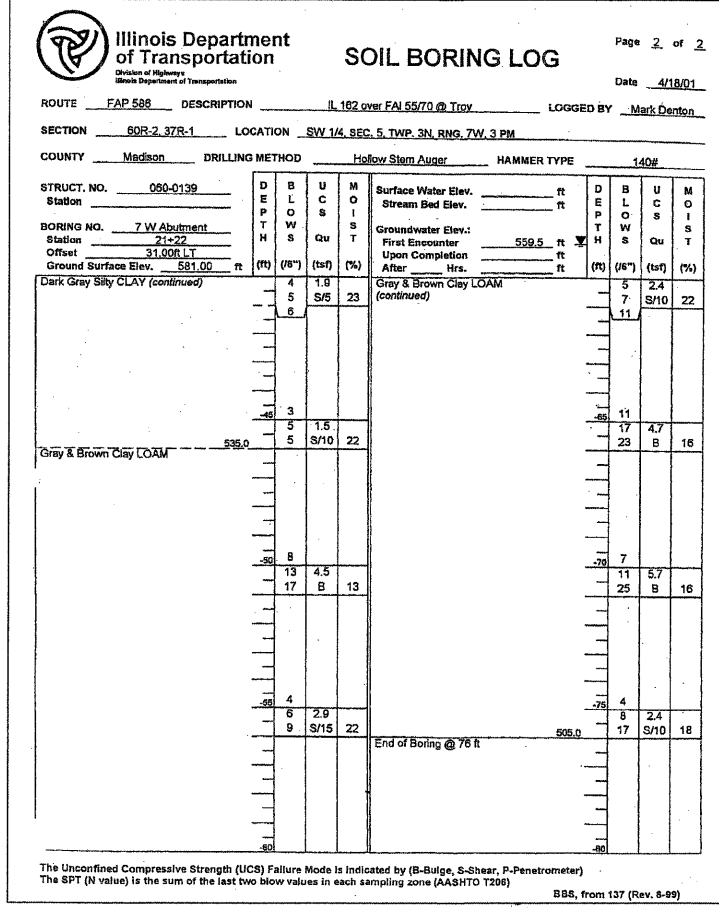 Illinois Department
of Transportation
Division of Highways
Illinois Department of Transportation
SOIL BORING LOG
Page 2 of 2
Date 4/18/01
ROUTE FAP 586 DESCRIPTION IL 162 over FAI 55/70 @ Troy LOGGED BY Mark Denton
SECTION 60R-2, 37R-1 LOCATION SW 1/4, SEC. 5, TWP. 3N, RNG. 7W, 3 PM
COUNTY Madison DRILLING METHOD Hollow Stem Auger HAMMER TYPE 140#
STRUCT. NO. 060-0139
Station
BORING NO. 7 W Abutment
Station 21+22
Offset 31.00ft LT
Ground Surface Elev. 581.00 ft
DEPTH (ft)
BLOWS (/6")
UCS Qu (tsf)
MOIST (%)
Dark Gray Silty CLAY (continued)
4 1.9
5 S/5 23
6
-45 3
5 1.5
535.0 5 S/10 22
Gray & Brown Clay LOAM
-50 8
13 4.5
17 B 13
-55 4
6 2.9
9 S/15 22
-60
Surface Water Elev. ft
Stream Bed Elev. ft
Groundwater Elev.:
First Encounter 559.5 ft
Upon Completion ft
After Hrs. ft
DEPTH (ft)
BLOWS (/6")
UCS Qu (tsf)
MOIST (%)
Gray & Brown Clay LOAM
(continued)
5 2.4
7 S/10 22
11
-65 11
17 4.7
23 B 16
-70 7
11 5.7
25 B 16
-75 4
8 2.4
505.0 17 S/10 18
End of Boring @ 76 ft
-80
The Unconfined Compressive Strength (UCS) Failure Mode is indicated by (B-Bulge, S-Shear, P-Penetrometer)
The SPT (N value) is the sum of the last two blow values in each sampling zone (AASHTO T206)
BBS, from 137 (Rev. 8-99)